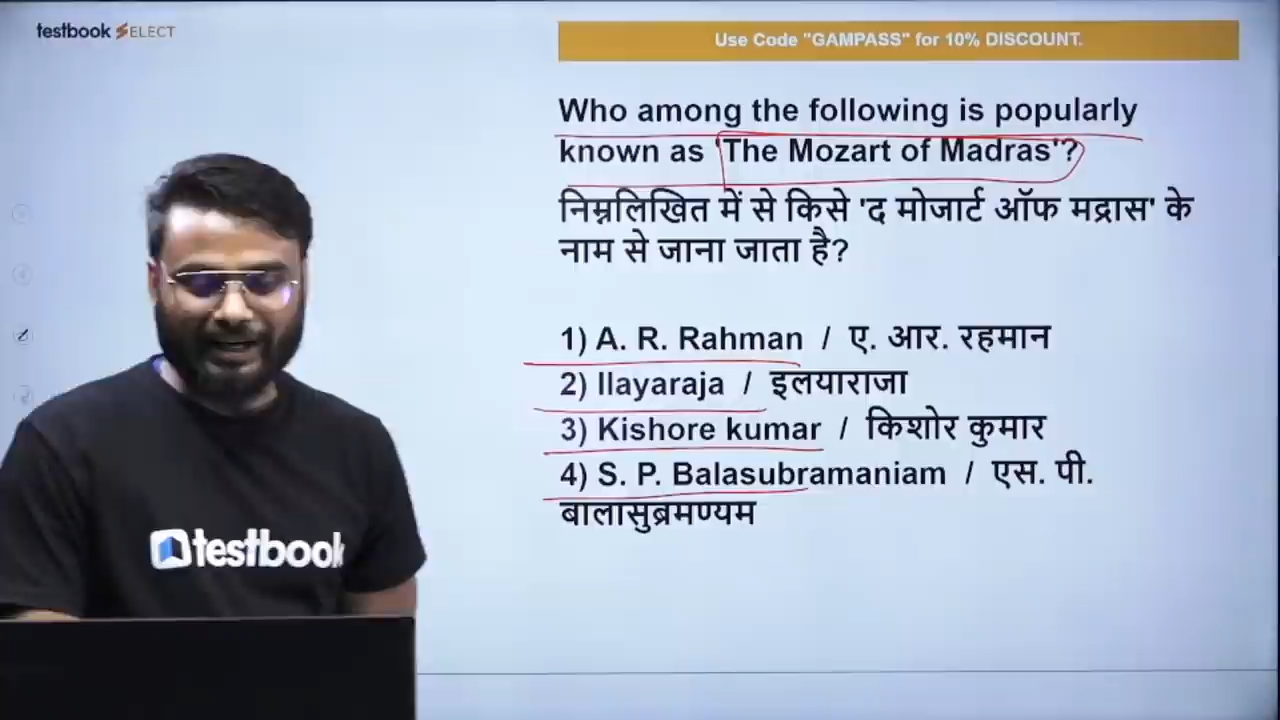 testbook SELECT
Use Code "GAMPASS" for 10% DISCOUNT.
Who among the following is popularly
known as 'The Mozart of Madras'?
निम्नलिखित में से किसे 'द मोजार्ट ऑफ मद्रास' के
नाम से जाना जाता है?
1) A. R. Rahman / ए. आर. रहमान
2) Ilayaraja / इलयाराजा
3) Kishore kumar / किशोर कुमार
4) S. P. Balasubramaniam / एस. पी.
बालासुब्रमण्यम
testbook